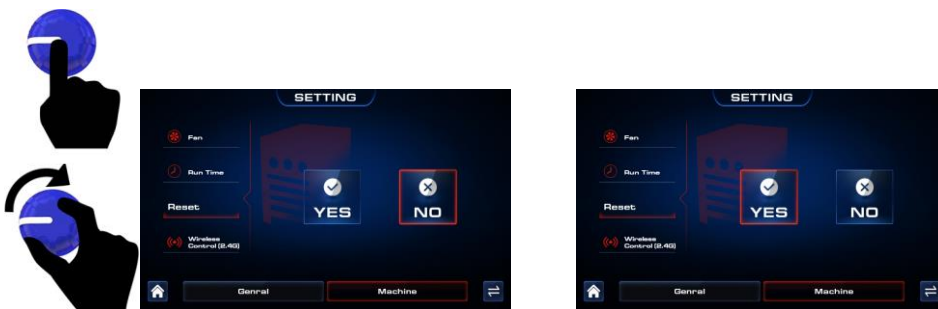 SETTING
Fan
Run Time
Reset
Wireless
Control (2.4G)
YES
NO
Genral
Machine
SETTING
Fan
Run Time
Reset
Wireless
Control (2.4G)
YES
NO
Genral
Machine